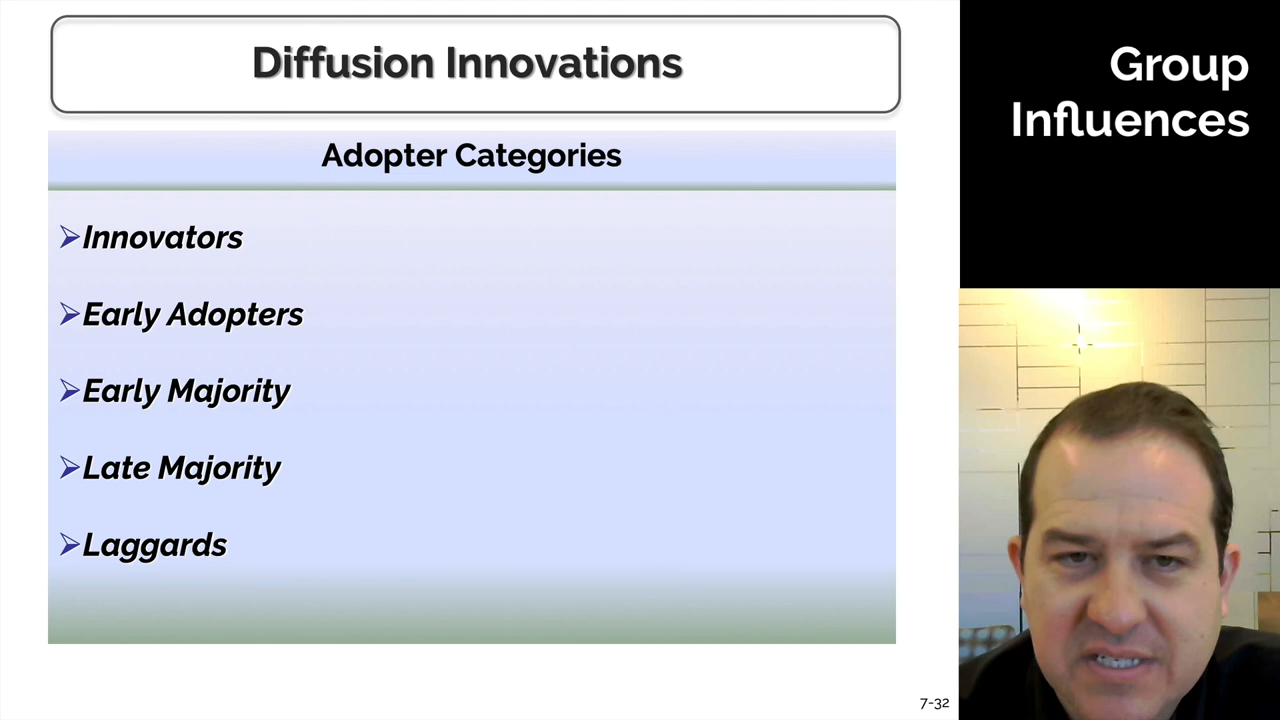 Diffusion Innovations
Adopter Categories
Innovators
Early Adopters
Early Majority
Late Majority
Laggards
7-32
Group
Influences